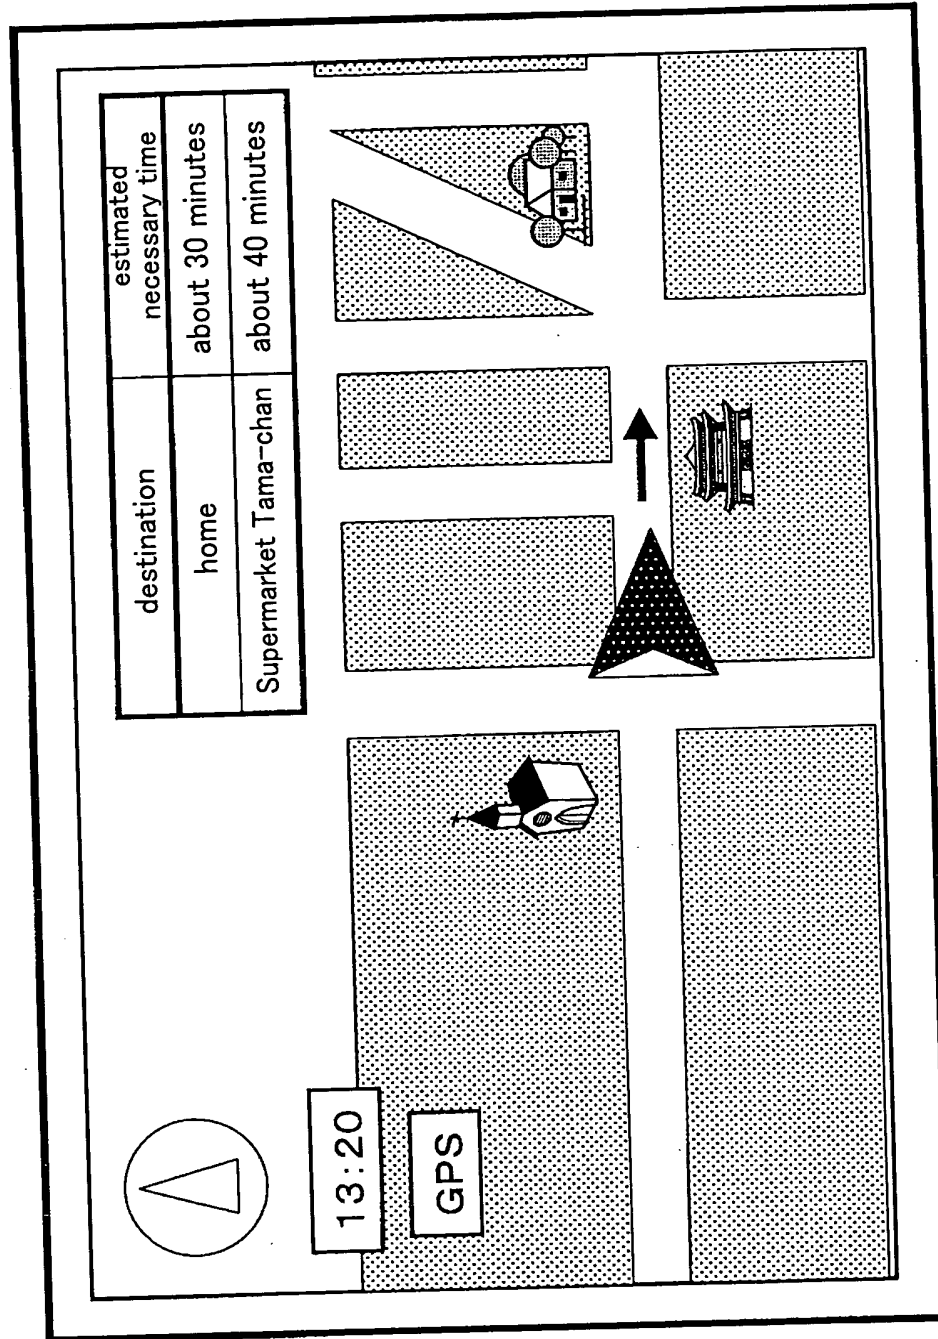 destination
estimated
necessary time
home
about 30 minutes
Supermarket Tama-chan
about 40 minutes
13:20
GPS